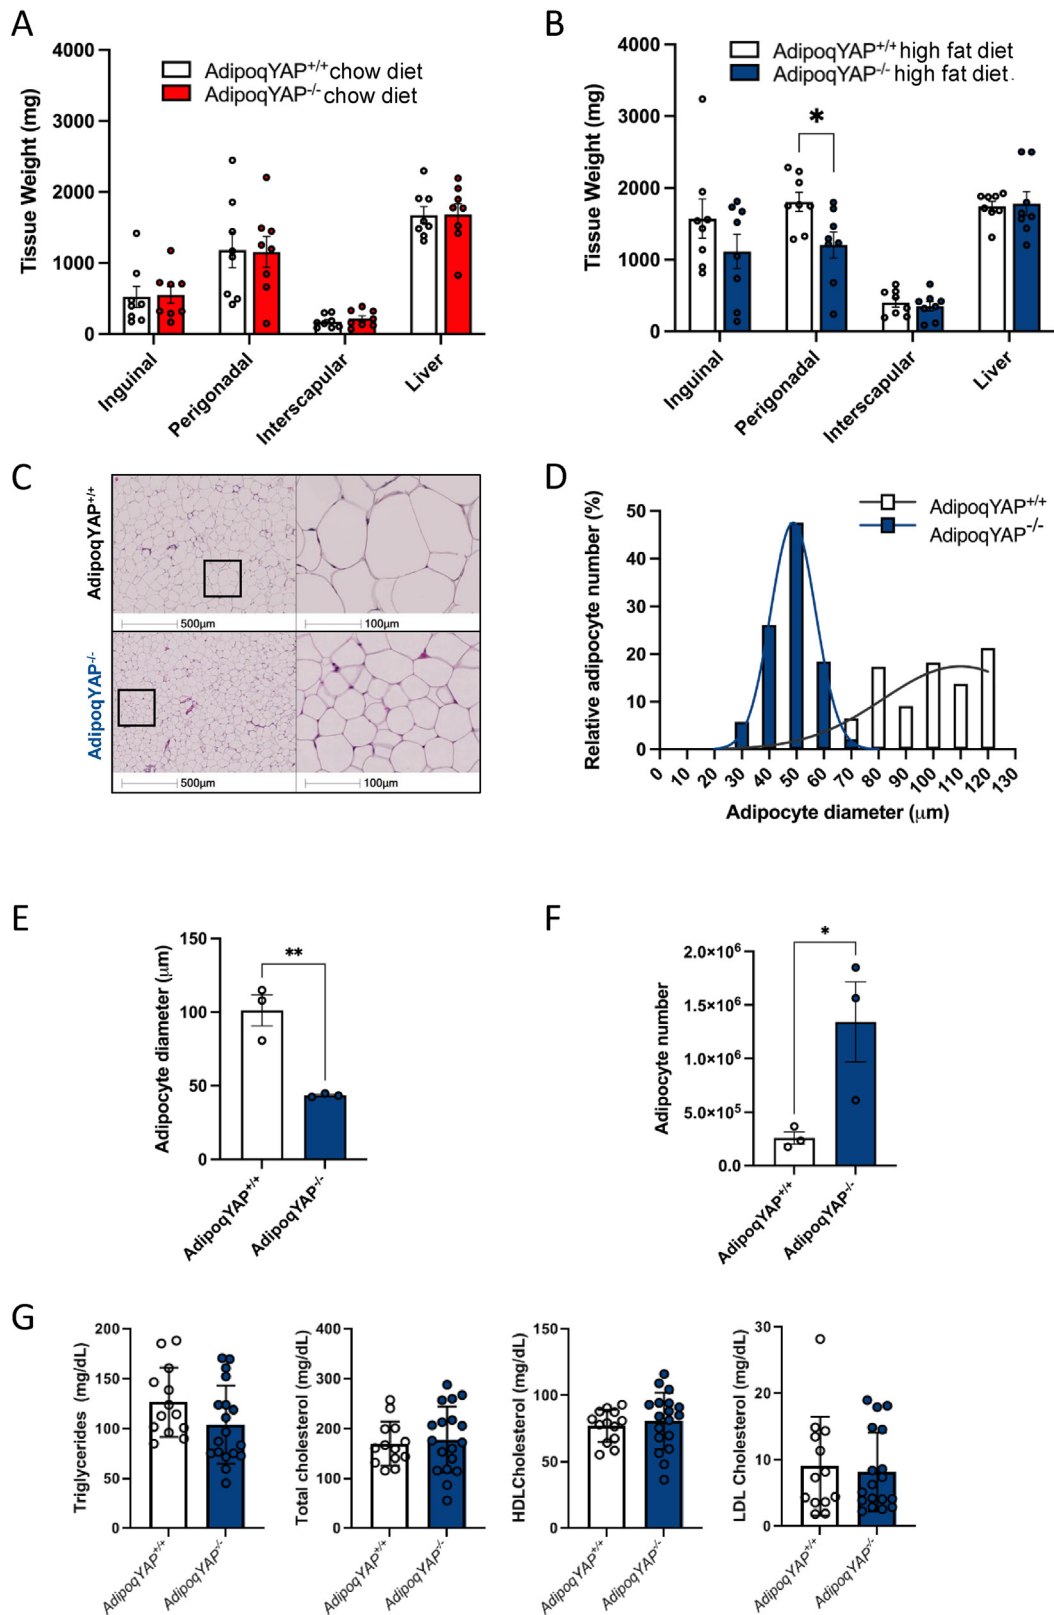 A
4000
3000
2000
1000
0
Tissue Weight (mg)
AdipoqYAP+/+ chow diet
AdipoqYAP-/- chow diet
Inguinal
Perigonadal
Interscapular
Liver
B
4000
3000
2000
1000
0
Tissue Weight (mg)
AdipoqYAP+/+ high fat diet
AdipoqYAP-/- high fat diet.
*
Inguinal
Perigonadal
Interscapular
Liver
C
AdipoqYAP+/+
500µm
100µm
AdipoqYAP-/-
500µm
100µm
D
AdipoqYAP+/+
AdipoqYAP-/-
Relative adipocyte number (%)
50
40
30
20
10
0
0 10 20 30 40 50 60 70 80 90 100 110 120 130
Adipocyte diameter (µm)
E
Adipocyte diameter (µm)
150
100
50
0
**
AdipoqYAP+/+
AdipoqYAP-/-
F
Adipocyte number
2.0×10⁶
1.5×10⁶
1.0×10⁶
5.0×10⁵
0.0
*
AdipoqYAP+/+
AdipoqYAP-/-
G
Triglycerides (mg/dL)
200
150
100
50
0
AdipoqYAP+/+
AdipoqYAP-/-
Total cholesterol (mg/dL)
400
300
200
100
0
AdipoqYAP+/+
AdipoqYAP-/-
HDLCholesterol (mg/dL)
150
100
50
0
AdipoqYAP+/+
AdipoqYAP-/-
LDL Cholesterol (mg/dL)
30
20
10
0
AdipoqYAP+/+
AdipoqYAP-/-